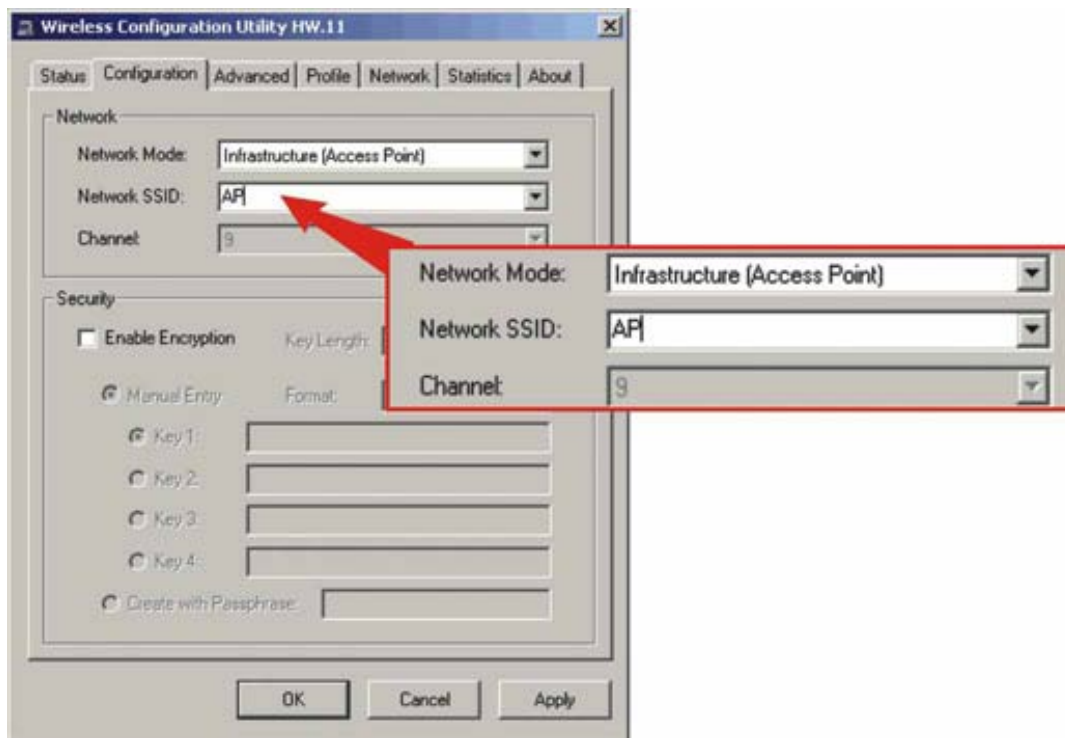 Wireless Configuration Utility HW.11
Status Configuration Advanced Profile Network Statistics About
Network
Network Mode: Infrastructure (Access Point)
Network SSID: AP
Channel: 9
Network Mode: Infrastructure (Access Point)
Network SSID: AP
Channel: 9
Security
Enable Encryption Key Length:
Manual Entry Format:
Key 1:
Key 2:
Key 3:
Key 4:
Create with Passphrase:
OK Cancel Apply